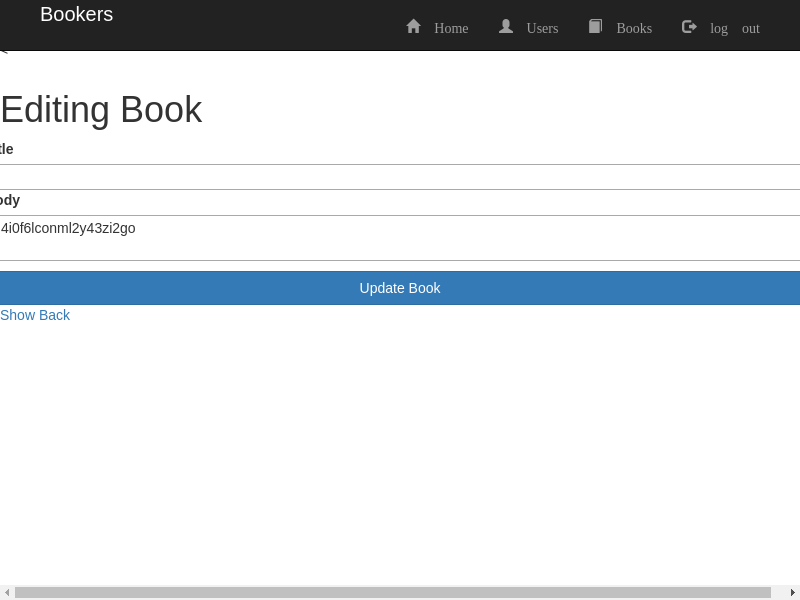 Bookers
Home Users Books log out
<
Editing Book
tle
ody
4i0f6lconml2y43zi2go
Update Book
Show Back